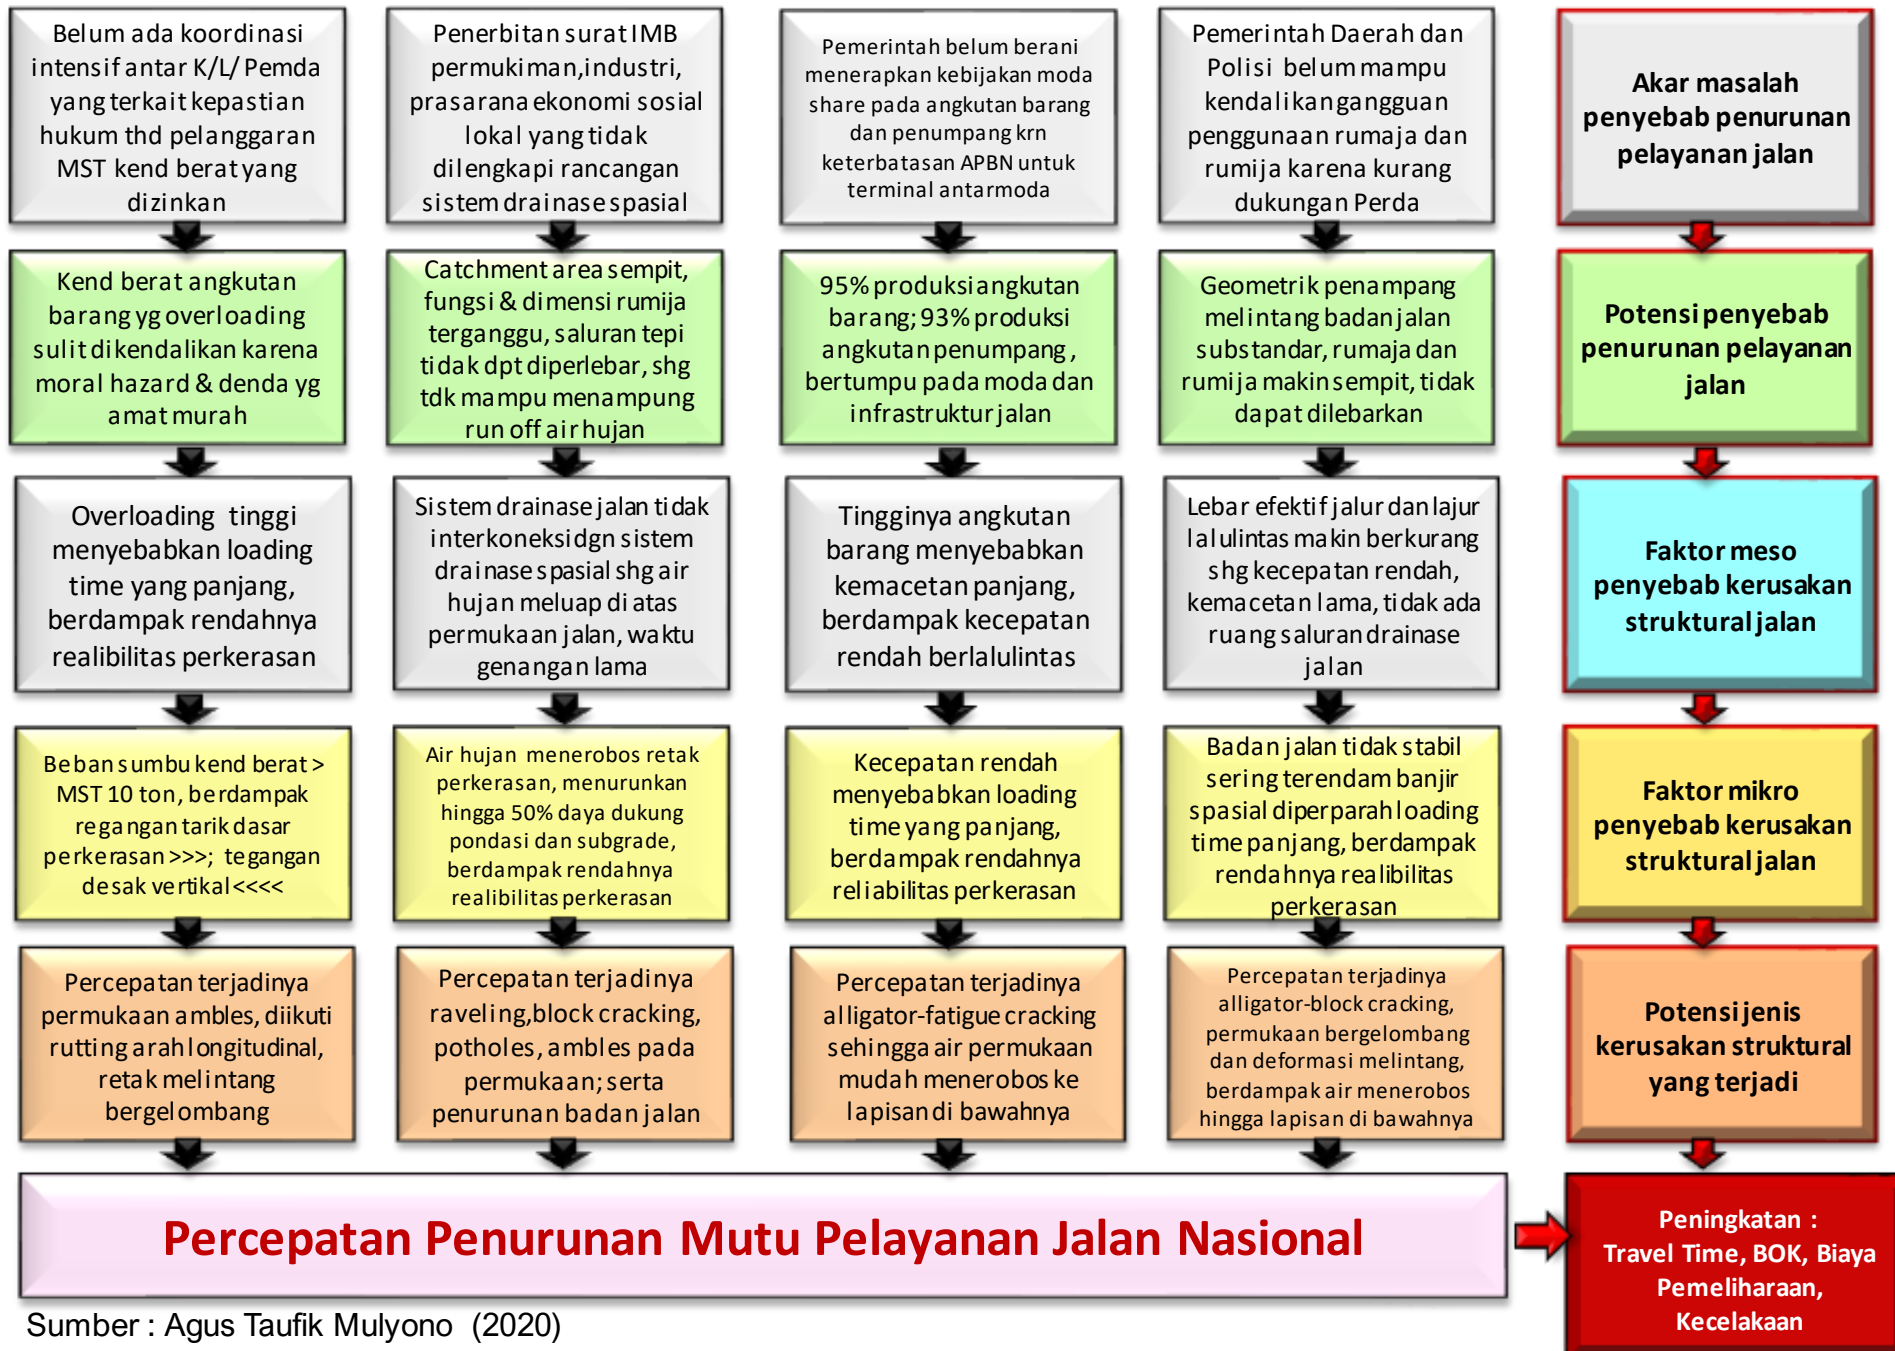 Belum ada koordinasi
intensif antar K/L/ Pemda
yang terkait kepastian
hukum thd pelanggaran
MST kend berat yang
dizinkan
Penerbitan surat IMB
permukiman,industri,
prasarana ekonomi sosial
lokal yang tidak
dilengkapi rancangan
sistem drainase spasial
Pemerintah belum berani
menerapkan kebijakan moda
share pada angkutan barang
dan penumpang krn
keterbatasan APBN untuk
terminal antarmoda
Pemerintah Daerah dan
Polisi belum mampu
kendalikan gangguan
penggunaan rumaja dan
rumija karena kurang
dukungan Perda
Akar masalah
penyebab penurunan
pelayanan jalan
Kend berat angkutan
barang yg overloading
sulit dikendalikan karena
moral hazard & denda yg
amat murah
Catchment area sempit,
fungsi & dimensi rumija
terganggu, saluran tepi
tidak dpt diperlebar, shg
tdk mampu menampung
run off air hujan
95% produksi angkutan
barang; 93% produksi
angkutan penumpang ,
bertumpu pada moda dan
infrastruktur jalan
Geometrik penampang
melintang badan jalan
substandar, rumaja dan
rumija makin sempit, tidak
dapat dilebarkan
Potensi penyebab
penurunan pelayanan
jalan
Overloading tinggi
menyebabkan loading
time yang panjang,
berdampak rendahnya
realibilitas perkerasan
Sistem drainase jalan tidak
interkoneksi dgn sistem
drainase spasial shg air
hujan meluap di atas
permukaan jalan, waktu
genangan lama
Tingginya angkutan
barang menyebabkan
kemacetan panjang,
berdampak kecepatan
rendah berlalulintas
Lebar efektif jalur dan lajur
lalulintas makin berkurang
shg kecepatan rendah,
kemacetan lama, tidak ada
ruang saluran drainase
jalan
Faktor meso
penyebab kerusakan
struktural jalan
Beban sumbu kend berat >
MST 10 ton, berdampak
regangan tarik dasar
perkerasan >>>; tegangan
desak vertikal <<<<
Air hujan menerobos retak
perkerasan, menurunkan
hingga 50% daya dukung
pondasi dan subgrade,
berdampak rendahnya
realibilitas perkerasan
Kecepatan rendah
menyebabkan loading
time yang panjang,
berdampak rendahnya
reliabilitas perkerasan
Badan jalan tidak stabil
sering terendam banjir
spasial diperparah loading
time panjang, berdampak
rendahnya realibilitas
perkerasan
Faktor mikro
penyebab kerusakan
struktural jalan
Percepatan terjadinya
permukaan ambles, diikuti
rutting arah longitudinal,
retak melintang
bergelombang
Percepatan terjadinya
raveling,block cracking,
potholes, ambles pada
permukaan; serta
penurunan badan jalan
Percepatan terjadinya
alligator-fatigue cracking
sehingga air permukaan
mudah menerobos ke
lapisan di bawahnya
Percepatan terjadinya
alligator-block cracking,
permukaan bergelombang
dan deformasi melintang,
berdampak air menerobos
hingga lapisan di bawahnya
Potensi jenis
kerusakan struktural
yang terjadi
Percepatan Penurunan Mutu Pelayanan Jalan Nasional
Peningkatan :
Travel Time, BOK, Biaya
Pemeliharaan,
Kecelakaan
Sumber : Agus Taufik Mulyono (2020)